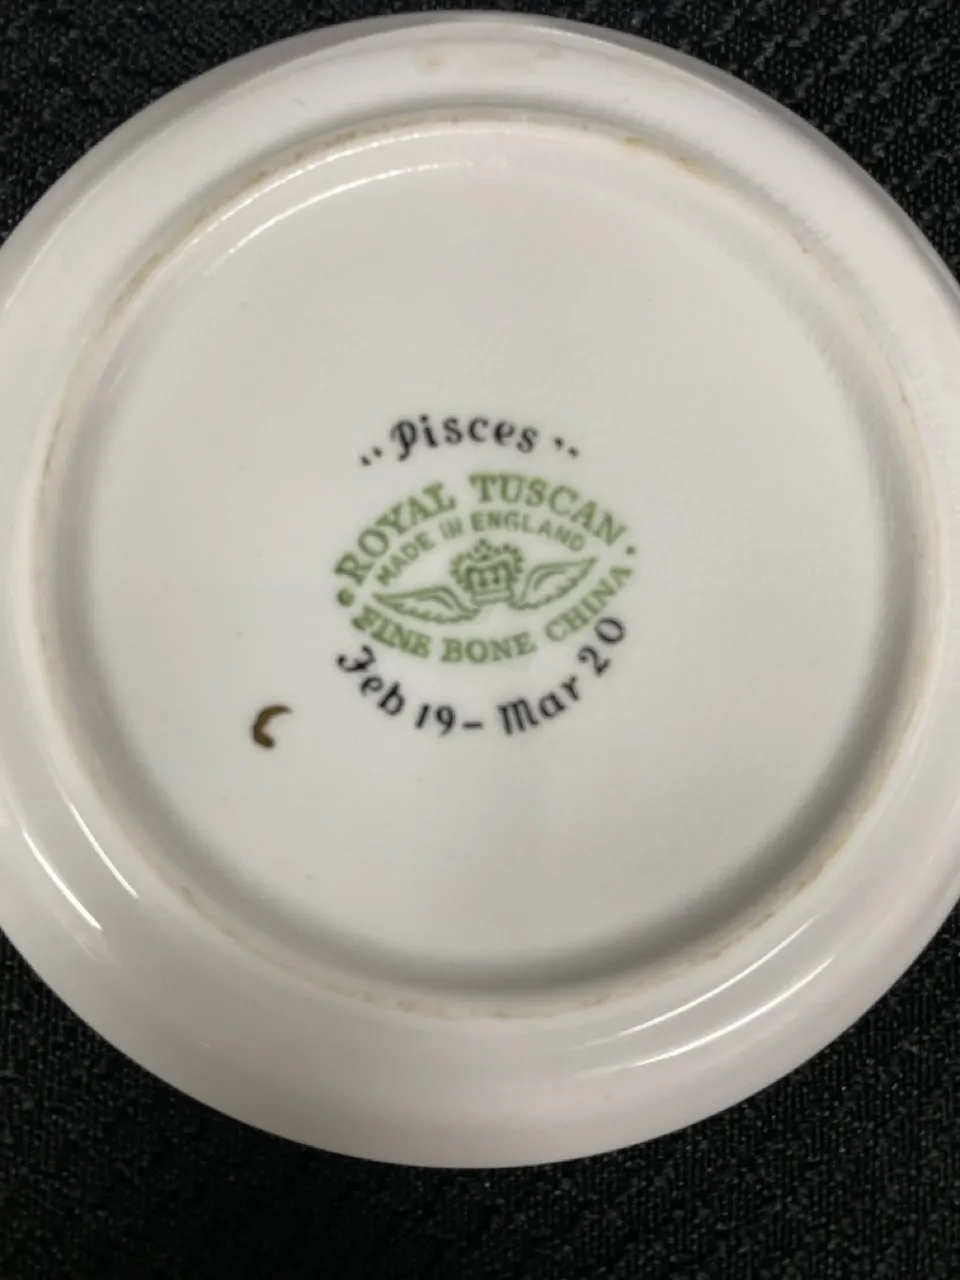 "Pisces"
ROYAL TUSCAN
MADE IN ENGLAND
FINE BONE CHINA
Feb 19 - Mar 20